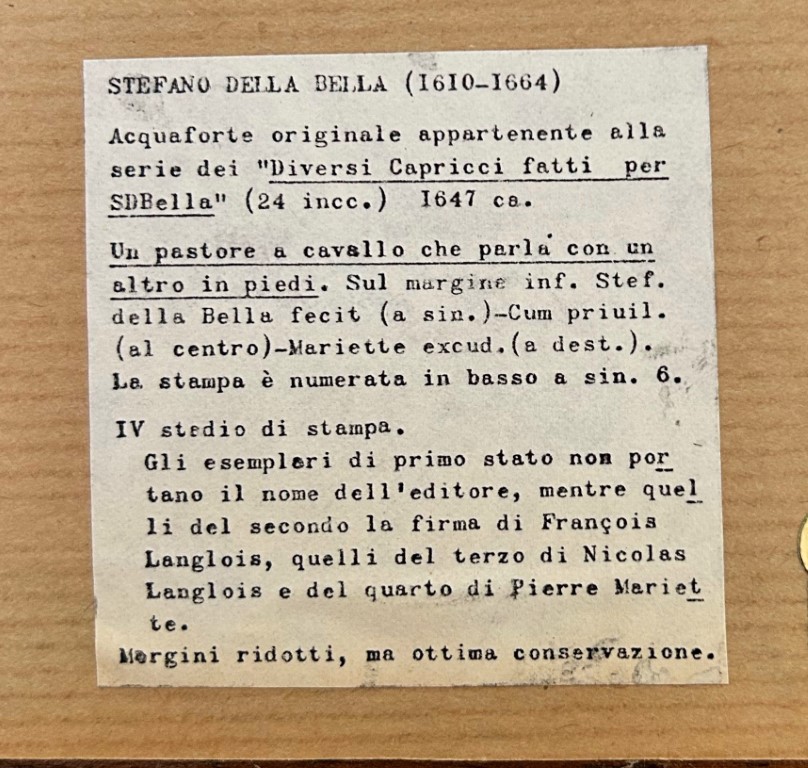 STEFANO DELLA BELLA (I6I0-I664)
Acquaforte originale appartenente alla
serie dei "Diversi Capricci fatti per
SDBella" (24 incc.) I647 ca.
Un pastore a cavallo che parla con un
altro in piedi. Sul margine inf. Stef.
della Bella fecit (a sin.)-Cum priuil.
(al centro)-Mariette excud.(a dest.).
La stampa è numerata in basso a sin. 6.
IV stadio di stampa.
Gli esemplari di primo stato non por
tano il nome dell'editore, mentre quel
li del secondo la firma di François
Langlois, quelli del terzo di Nicolas
Langlois e del quarto di Pierre Mariet
te.
Margini ridotti, ma ottima conservazione.